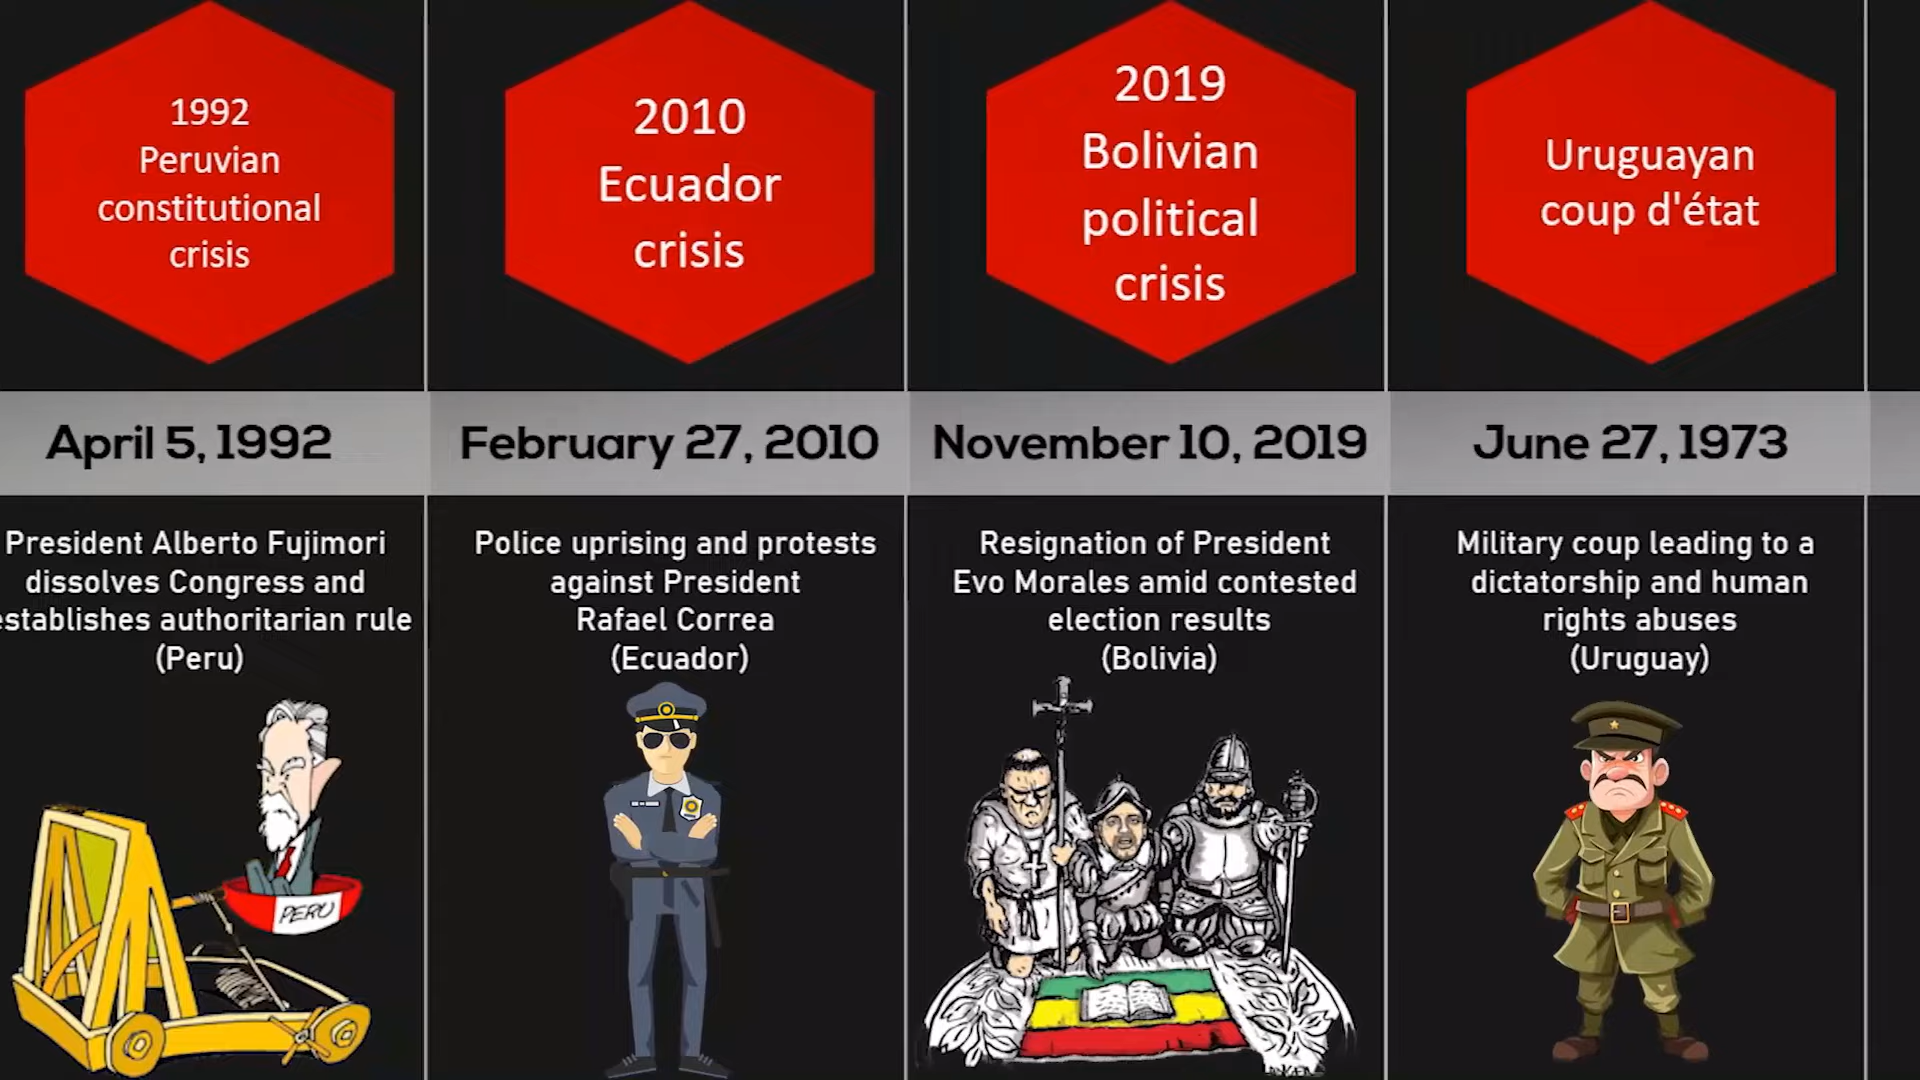 1992
Peruvian
constitutional
crisis
April 5, 1992
President Alberto Fujimori
dissolves Congress and
establishes authoritarian rule
(Peru)
PERU
2010
Ecuador
crisis
February 27, 2010
Police uprising and protests
against President
Rafael Correa
(Ecuador)
2019
Bolivian
political
crisis
November 10, 2019
Resignation of President
Evo Morales amid contested
election results
(Bolivia)
Uruguayan
coup d'état
June 27, 1973
Military coup leading to a
dictatorship and human
rights abuses
(Uruguay)